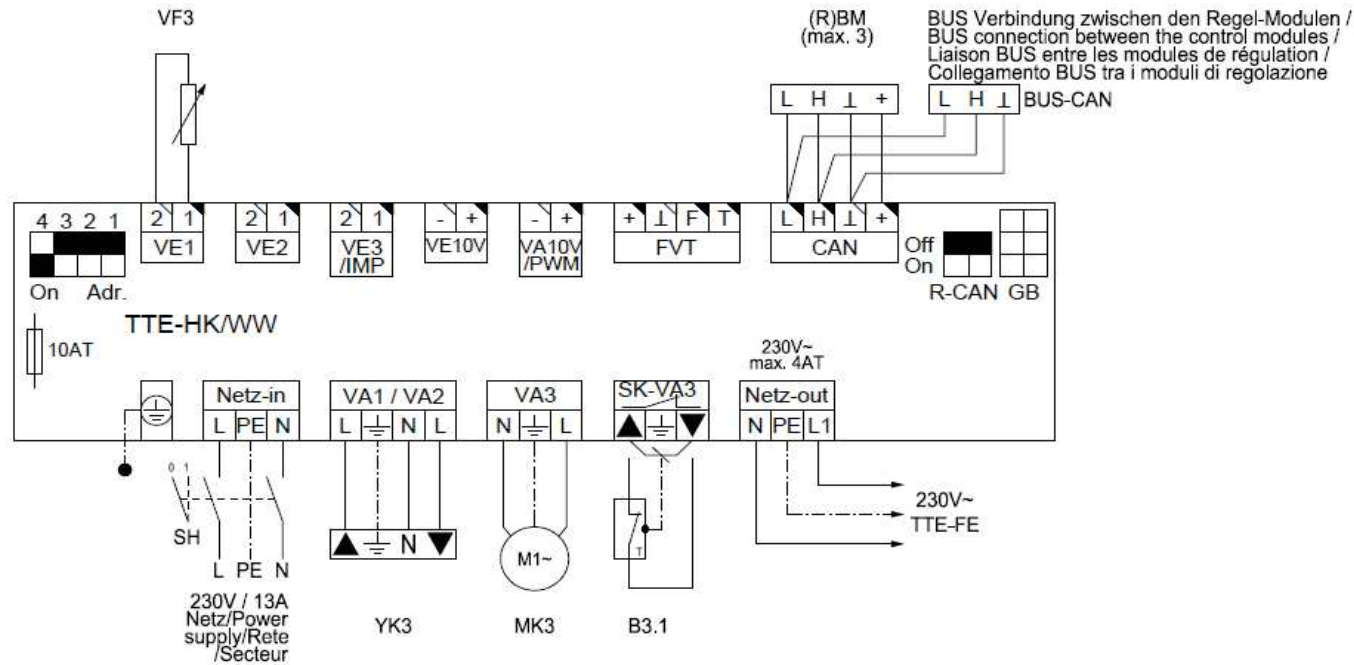 VF3
(R)BM
(max. 3)
BUS Verbindung zwischen den Regel-Modulen /
BUS connection between the control modules /
Liaison BUS entre les modules de régulation /
Collegamento BUS tra i moduli di regolazione
L H ⊥ +
L H ⊥ BUS-CAN
4 3 2 1
On Adr.
2 1
VE1
2 1
VE2
2 1
VE3
/IMP
- +
VE10V
- +
VA10V
/PWM
+ ⊥ F T
FVT
L H ⊥ +
CAN
Off
On
R-CAN GB
TTE-HK/WW
10AT
230V~
max. 4AT
Netz-in
L PE N
VA1 / VA2
L ⏚ N L
VA3
N ⏚ L
SK-VA3
▲ ⏚ ▼
Netz-out
N PE L1
0 1
SH
L PE N
230V / 13A
Netz/Power
supply/Rete
/Secteur
▲ ⏚ N ▼
YK3
M1~
MK3
T
B3.1
230V~
TTE-FE